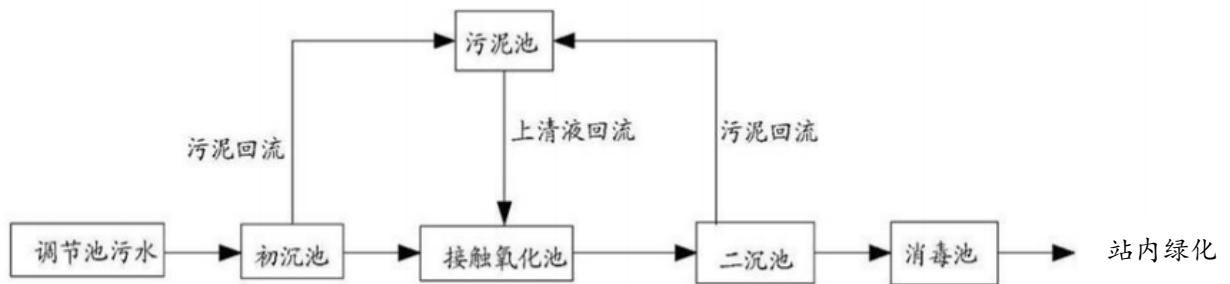 污泥池
污泥回流
上清液回流
污泥回流
调节池污水
初沉池
接触氧化池
二沉池
消毒池
站内绿化